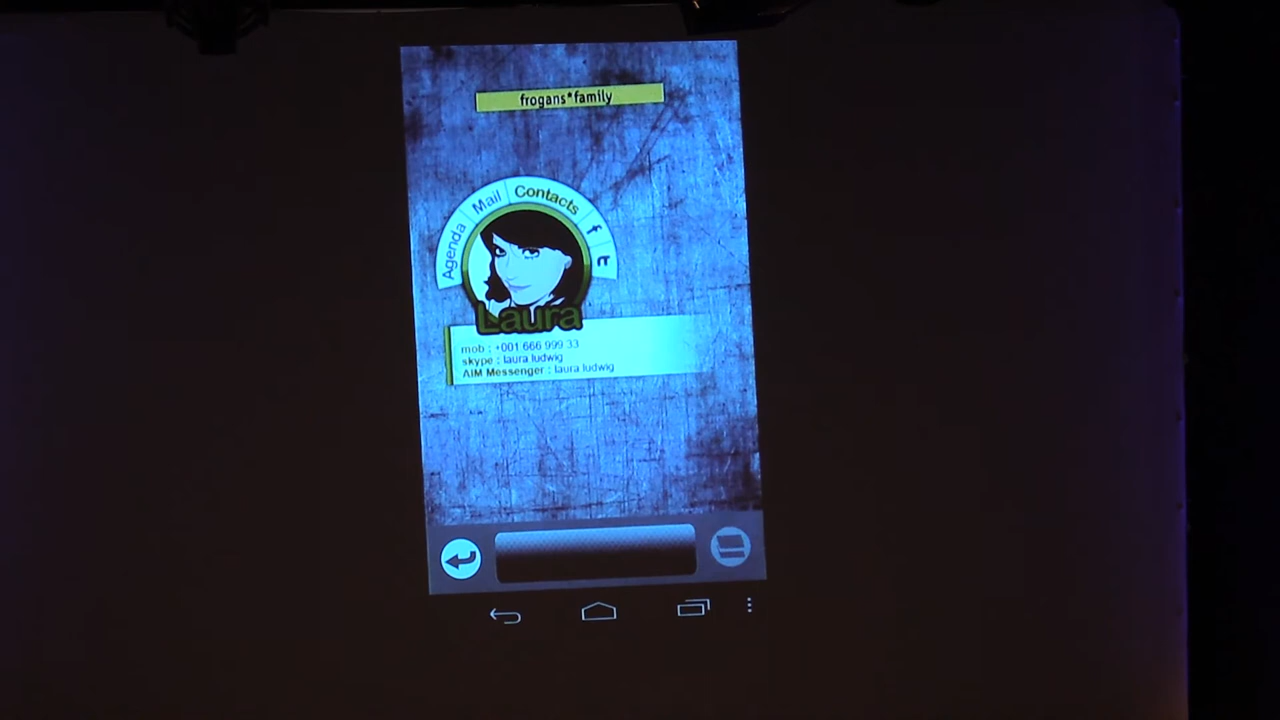 frogans*family
Agenda
Mail
Contacts
f
Laura
mob : +001 666 999 33
skype : laura.ludwig
AIM Messenger : laura.ludwig